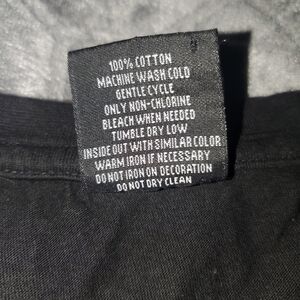 100% COTTON
MACHINE WASH COLD
GENTLE CYCLE
ONLY NON-CHLORINE
BLEACH WHEN NEEDED
TUMBLE DRY LOW
INSIDE OUT WITH SIMILAR COLOR
WARM IRON IF NECESSARY
DO NOT IRON ON DECORATION
DO NOT DRY CLEAN